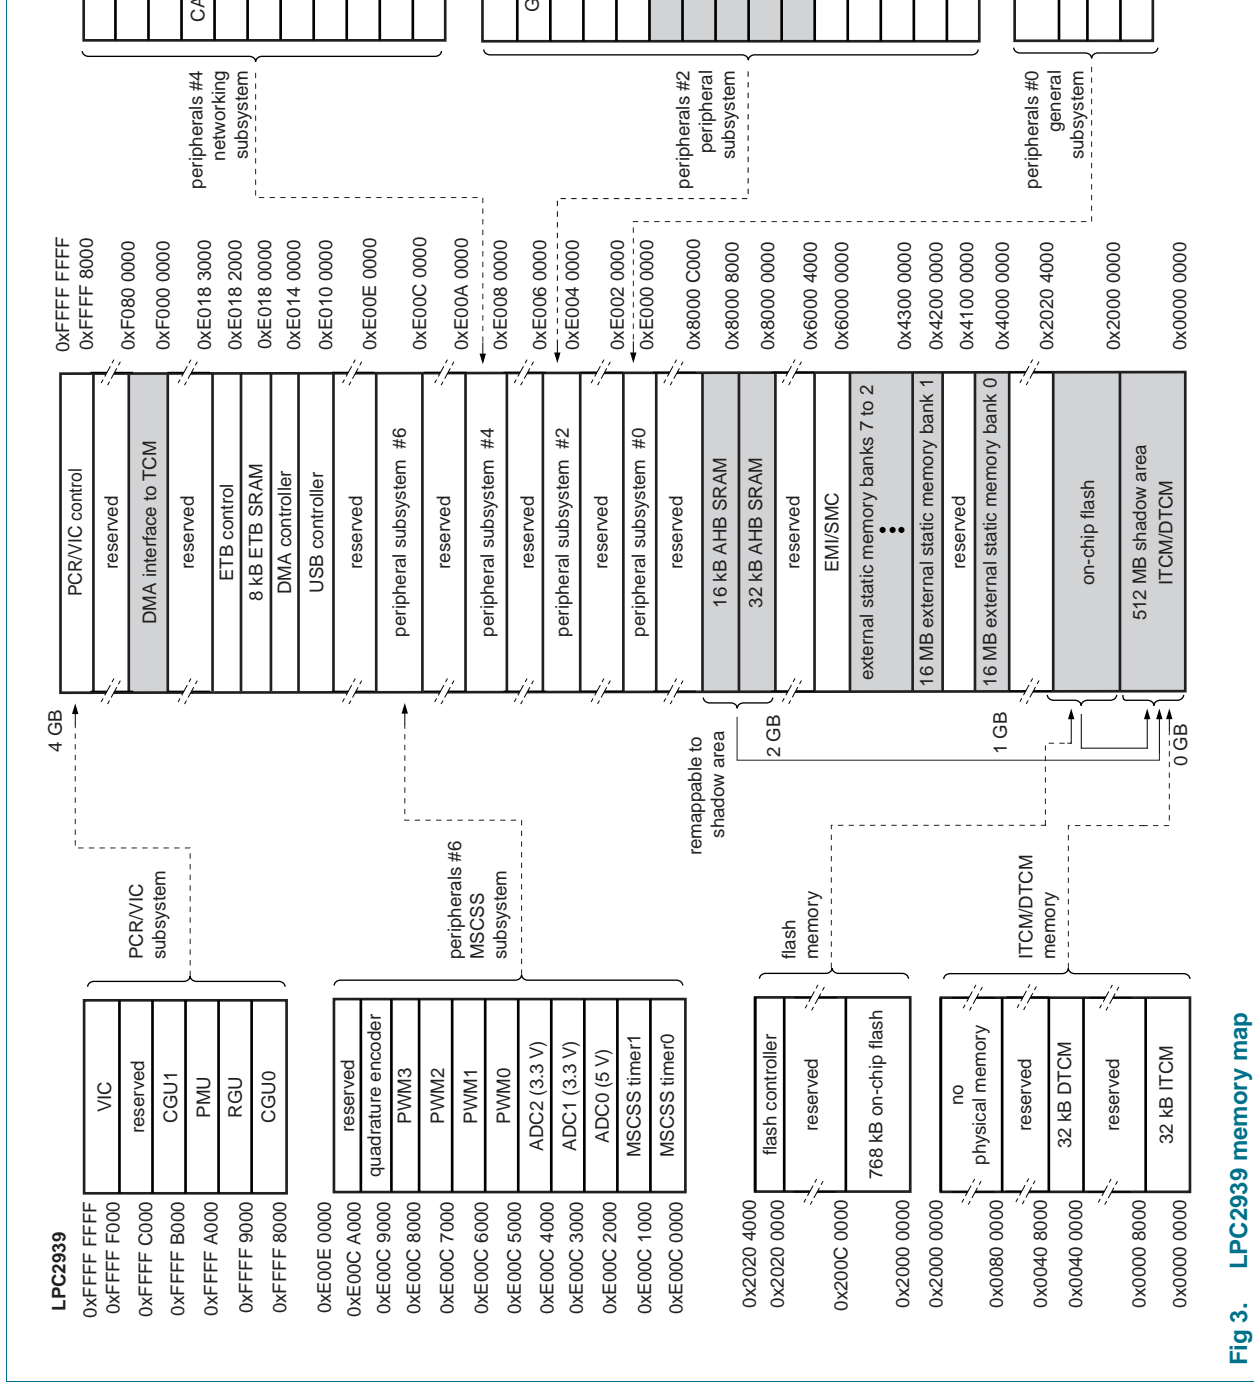 LPC2939
0xFFFF FFFF
0xFFFF F000
0xFFFF C000
0xFFFF B000
0xFFFF A000
0xFFFF 9000
0xFFFF 8000
VIC
reserved
CGU1
PMU
RGU
CGU0
PCR/VIC
subsystem
0xE00E 0000
0xE00C A000
0xE00C 9000
0xE00C 8000
0xE00C 7000
0xE00C 6000
0xE00C 5000
0xE00C 4000
0xE00C 3000
0xE00C 2000
0xE00C 1000
0xE00C 0000
reserved
quadrature encoder
PWM3
PWM2
PWM1
PWM0
ADC2 (3.3 V)
ADC1 (3.3 V)
ADC0 (5 V)
MSCSS timer1
MSCSS timer0
peripherals #6
MSCSS
subsystem
0x2020 4000
0x2020 0000
0x200C 0000
0x2000 0000
flash controller
reserved
768 kB on-chip flash
flash
memory
0x2000 0000
0x0080 0000
0x0040 8000
0x0040 0000
0x0000 8000
0x0000 0000
no
physical memory
reserved
32 kB DTCM
reserved
32 kB ITCM
ITCM/DTCM
memory
4 GB
remappable to
shadow area
2 GB
1 GB
0 GB
PCR/VIC control
reserved
DMA interface to TCM
reserved
ETB control
8 kB ETB SRAM
DMA controller
USB controller
reserved
peripheral subsystem #6
reserved
peripheral subsystem #4
reserved
peripheral subsystem #2
reserved
peripheral subsystem #0
reserved
16 kB AHB SRAM
32 kB AHB SRAM
reserved
EMI/SMC
external static memory banks 7 to 2
16 MB external static memory bank 1
reserved
16 MB external static memory bank 0
on-chip flash
512 MB shadow area
ITCM/DTCM
0xFFFF FFFF
0xFFFF 8000
0xF080 0000
0xF000 0000
0xE018 3000
0xE018 2000
0xE018 0000
0xE014 0000
0xE010 0000
0xE00E 0000
0xE00C 0000
0xE00A 0000
0xE008 0000
0xE006 0000
0xE004 0000
0xE002 0000
0xE000 0000
0x8000 C000
0x8000 8000
0x8000 0000
0x6000 4000
0x6000 0000
0x4300 0000
0x4200 0000
0x4100 0000
0x4000 0000
0x2020 4000
0x2000 0000
0x0000 0000
peripherals #4
networking
subsystem
peripherals #2
peripheral
subsystem
peripherals #0
general
subsystem
CA
G
Fig 3. LPC2939 memory map